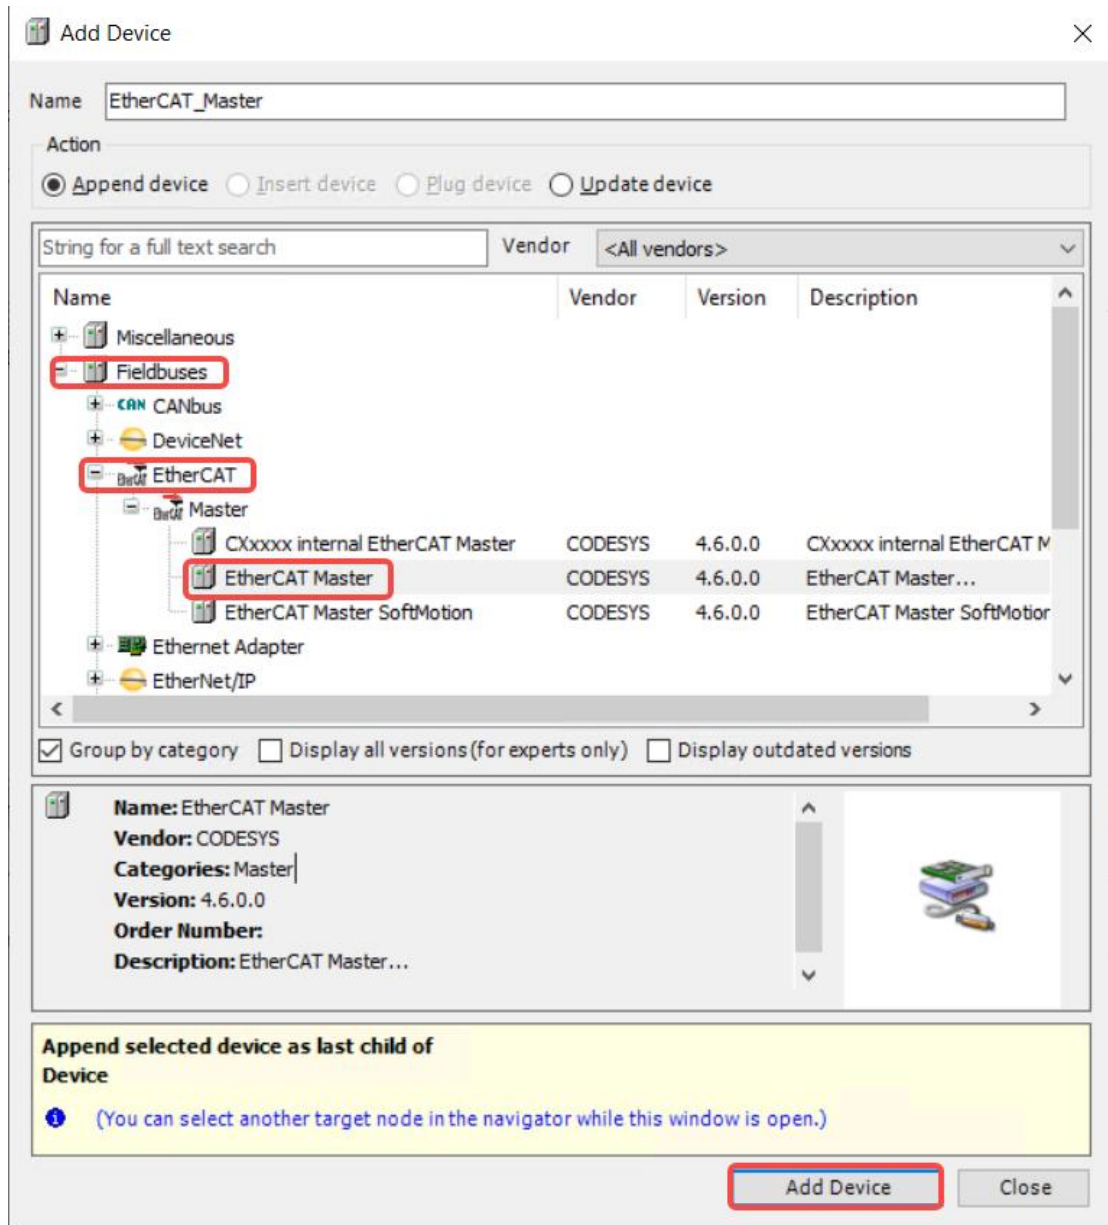 Add Device
Name EtherCAT_Master
Action
Append device Insert device Plug device Update device
String for a full text search Vendor <All vendors>
Name Vendor Version Description
Miscellaneous
Fieldbuses
CAN CANbus
DeviceNet
EtherCAT EtherCAT
EtherCAT Master
CXxxxx internal EtherCAT Master CODESYS 4.6.0.0 CXxxxx internal EtherCAT M
EtherCAT Master CODESYS 4.6.0.0 EtherCAT Master...
EtherCAT Master SoftMotion CODESYS 4.6.0.0 EtherCAT Master SoftMotion
Ethernet Adapter
EtherNet/IP
Group by category Display all versions (for experts only) Display outdated versions
Name: EtherCAT Master
Vendor: CODESYS
Categories: Master
Version: 4.6.0.0
Order Number:
Description: EtherCAT Master...
Append selected device as last child of
Device
(You can select another target node in the navigator while this window is open.)
Add Device Close